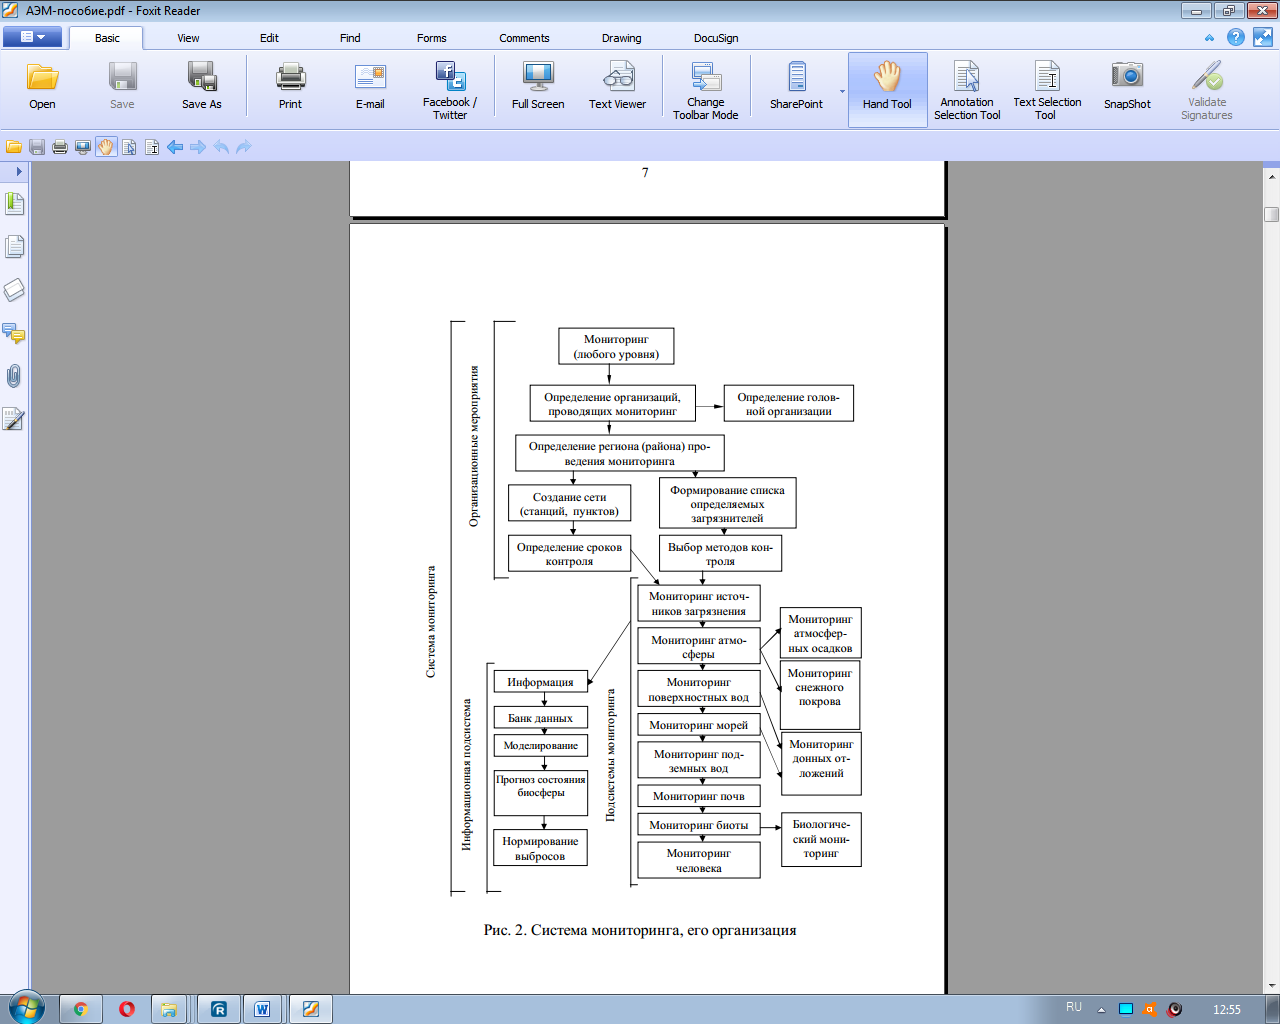 АЭМ-пособие.pdf - Foxit Reader
Basic
View
Edit
Find
Forms
Comments
Drawing
DocuSign
Open
Save
Save As
Print
E-mail
Facebook /
Twitter
Full Screen
Text Viewer
Change
Toolbar Mode
SharePoint
Hand Tool
Annotation
Selection Tool
Text Selection
Tool
SnapShot
Validate
Signatures
7
Система мониторинга
Организационные мероприятия
Мониторинг
(любого уровня)
Определение организаций,
проводящих мониторинг
Определение голов-
ной организации
Определение региона (района) про-
ведения мониторинга
Создание сети
(станций, пунктов)
Формирование списка
определяемых
загрязнителей
Определение сроков
контроля
Выбор методов кон-
троля
Информационная подсистема
Информация
Банк данных
Моделирование
Прогноз состояния
биосферы
Нормирование
выбросов
Подсистемы мониторинга
Мониторинг источ-
ников загрязнения
Мониторинг атмо-
сферы
Мониторинг
поверхностных вод
Мониторинг морей
Мониторинг под-
земных вод
Мониторинг почв
Мониторинг биоты
Мониторинг
человека
Мониторинг
атмосфер-
ных осадков
Мониторинг
снежного
покрова
Мониторинг
донных от-
ложений
Биологиче-
ский мони-
торинг
Рис. 2. Система мониторинга, его организация
RU
12:55